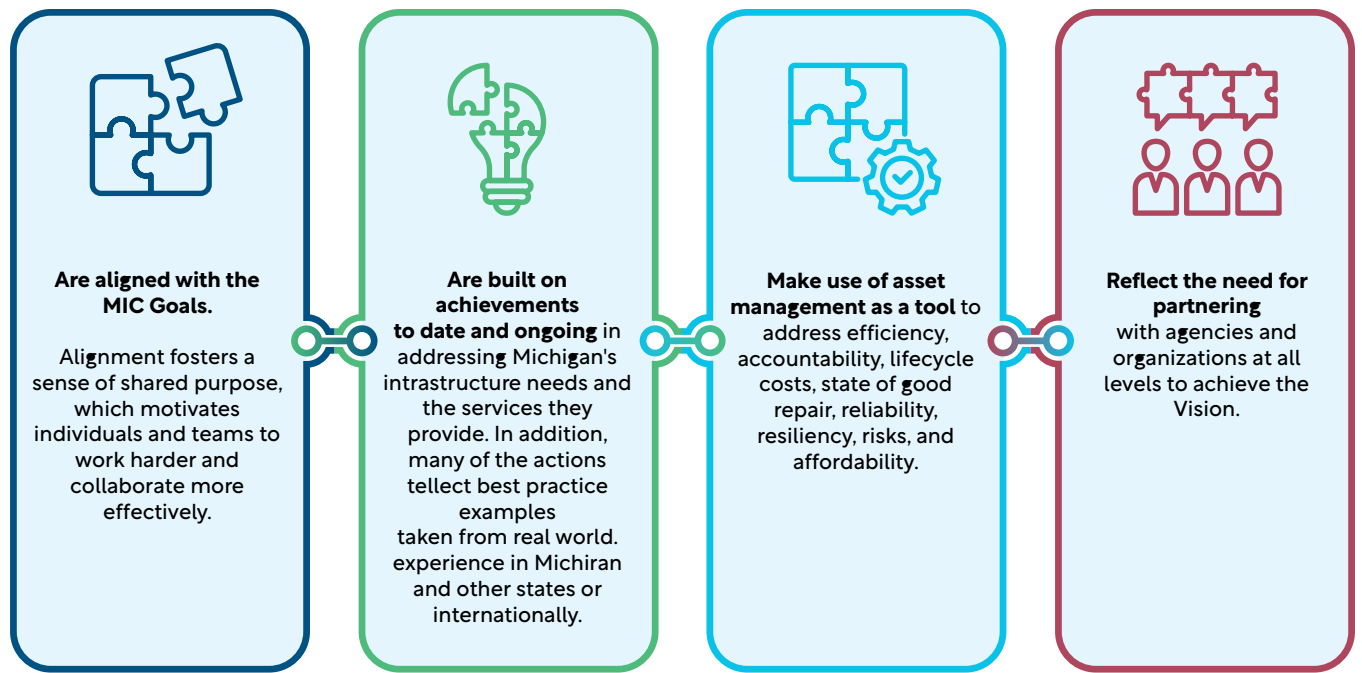 Are aligned with the
MIC Goals.
Alignment fosters a
sense of shared purpose,
which motivates
individuals and teams to
work harder and
collaborate more
effectively.
Are built on
achievements
to date and ongoing in
addressing Michigan's
intrastructure needs and
the services they
provide. In addition,
many of the actions
tellect best practice
examples
taken from real world.
experience in Michiran
and other states or
internationally.
Make use of asset
management as a tool to
address efficiency,
accountability, lifecycle
costs, state of good
repair, reliability,
resiliency, risks, and
affordability.
Reflect the need for
partnering
with agencies and
organizations at all
levels to achieve the
Vision.